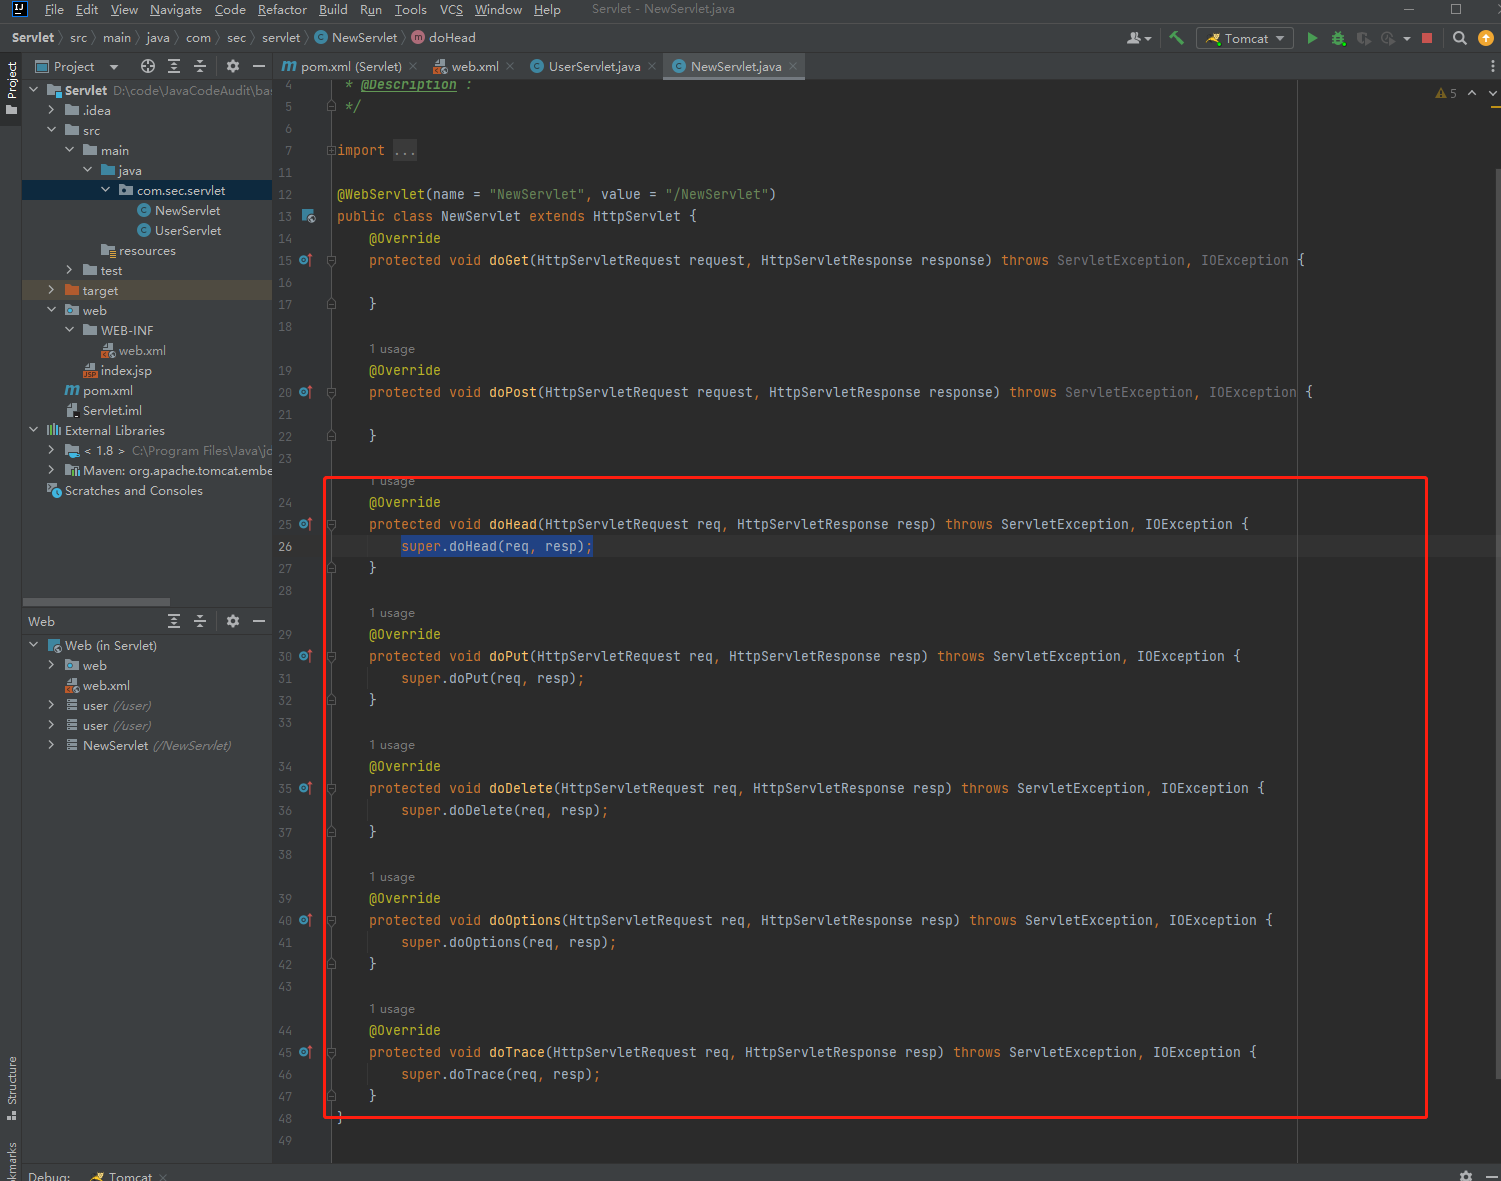 File Edit View Navigate Code Refactor Build Run Tools VCS Window Help Servlet - NewServlet.java
Servlet src main java com sec servlet NewServlet doHead Tomcat
Project pom.xml (Servlet) web.xml UserServlet.java NewServlet.java
Project
Servlet D:\code\JavaCodeAudit\bas
.idea
src
main
java
com.sec.servlet
NewServlet
UserServlet
resources
test
target
web
WEB-INF
web.xml
index.jsp
pom.xml
Servlet.iml
External Libraries
< 1.8 > C:\Program Files\Java\jd
Maven: org.apache.tomcat.embe
Scratches and Consoles
Web
Web (in Servlet)
web
web.xml
user (/user)
user (/user)
NewServlet (/NewServlet)
Structure
4 * @Description :
5 */
6
7 import ...
11
12 @WebServlet(name = "NewServlet", value = "/NewServlet")
13 public class NewServlet extends HttpServlet {
14 @Override
15 protected void doGet(HttpServletRequest request, HttpServletResponse response) throws ServletException, IOException {
16
17 }
18
1 usage
19 @Override
20 protected void doPost(HttpServletRequest request, HttpServletResponse response) throws ServletException, IOException {
21
22 }
23
1 usage
24 @Override
25 protected void doHead(HttpServletRequest req, HttpServletResponse resp) throws ServletException, IOException {
26 super.doHead(req, resp);
27 }
28
1 usage
29 @Override
30 protected void doPut(HttpServletRequest req, HttpServletResponse resp) throws ServletException, IOException {
31 super.doPut(req, resp);
32 }
33
1 usage
34 @Override
35 protected void doDelete(HttpServletRequest req, HttpServletResponse resp) throws ServletException, IOException {
36 super.doDelete(req, resp);
37 }
38
1 usage
39 @Override
40 protected void doOptions(HttpServletRequest req, HttpServletResponse resp) throws ServletException, IOException {
41 super.doOptions(req, resp);
42 }
43
1 usage
44 @Override
45 protected void doTrace(HttpServletRequest req, HttpServletResponse resp) throws ServletException, IOException {
46 super.doTrace(req, resp);
47 }
48 }
49
5
Debug: Tomcat